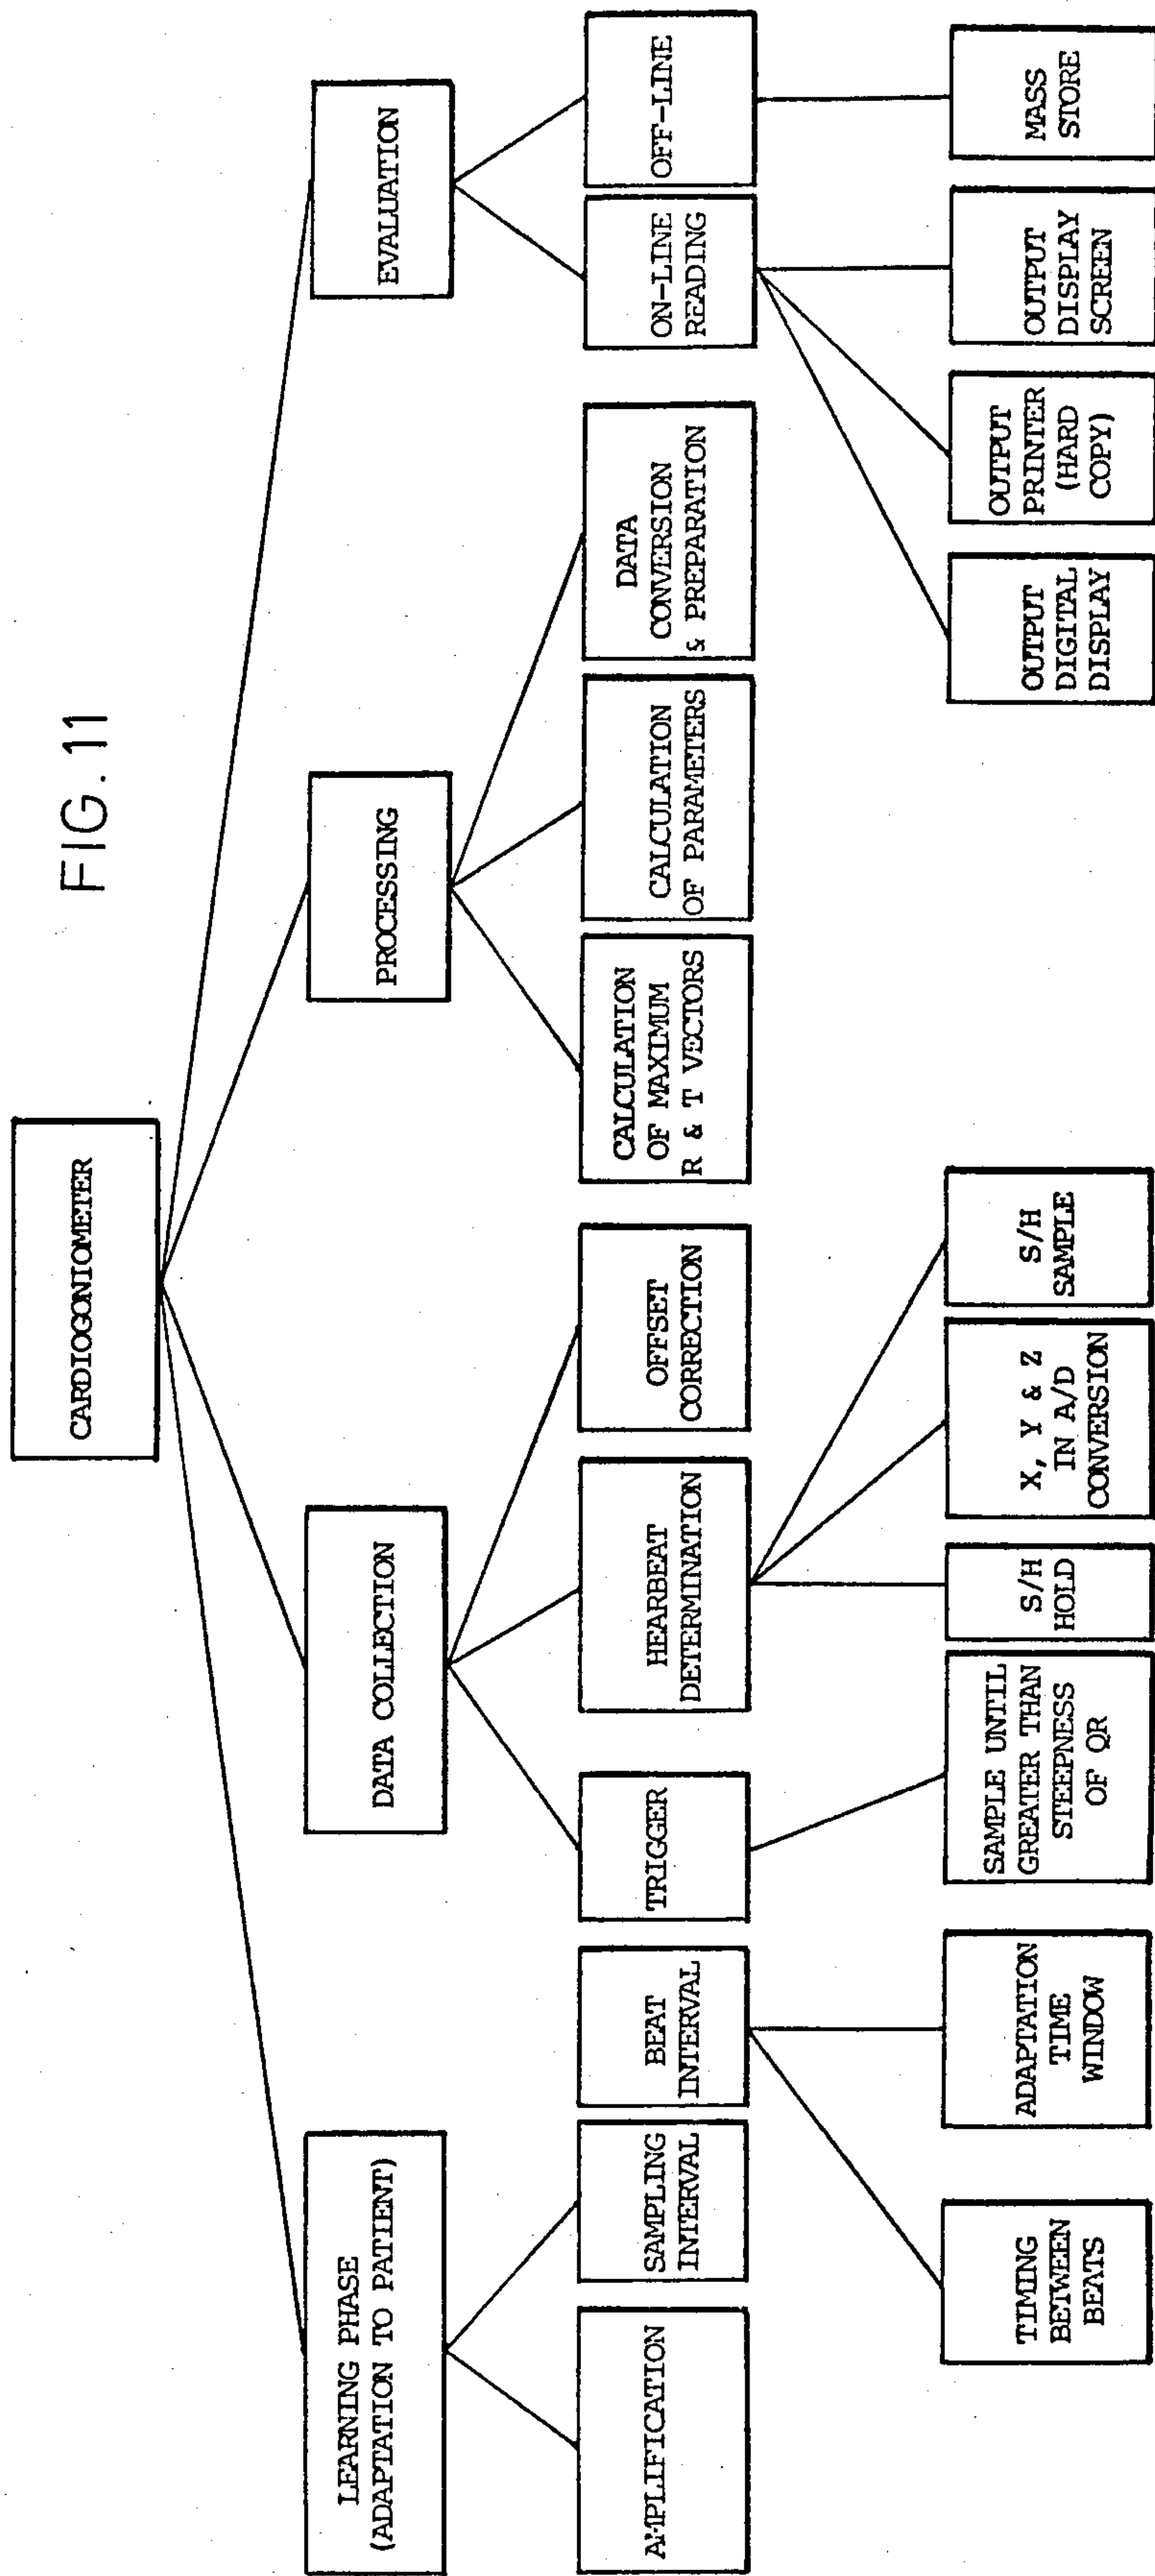 FIG. 11
CARDIOGONIOMETER
LEARNING PHASE
(ADAPTATION TO PATIENT)
DATA COLLECTION
PROCESSING
EVALUATION
AMPLIFICATION
SAMPLING
INTERVAL
BEAT
INTERVAL
TRIGGER
HEARBEAT
DETERMINATION
OFFSET
CORRECTION
CALCULATION
OF MAXIMUM
R & T VECTORS
CALCULATION
OF PARAMETERS
DATA
CONVERSION
& PREPARATION
ON-LINE
READING
OFF-LINE
TIMING
BETWEEN
BEATS
ADAPTATION
TIME
WINDOW
SAMPLE UNTIL
GREATER THAN
STEEPNESS
OF QR
S/H
HOLD
X, Y & Z
IN A/D
CONVERSION
S/H
SAMPLE
OUTPUT
DIGITAL
DISPLAY
OUTPUT
PRINTER
(HARD
COPY)
OUTPUT
DISPLAY
SCREEN
MASS
STORE